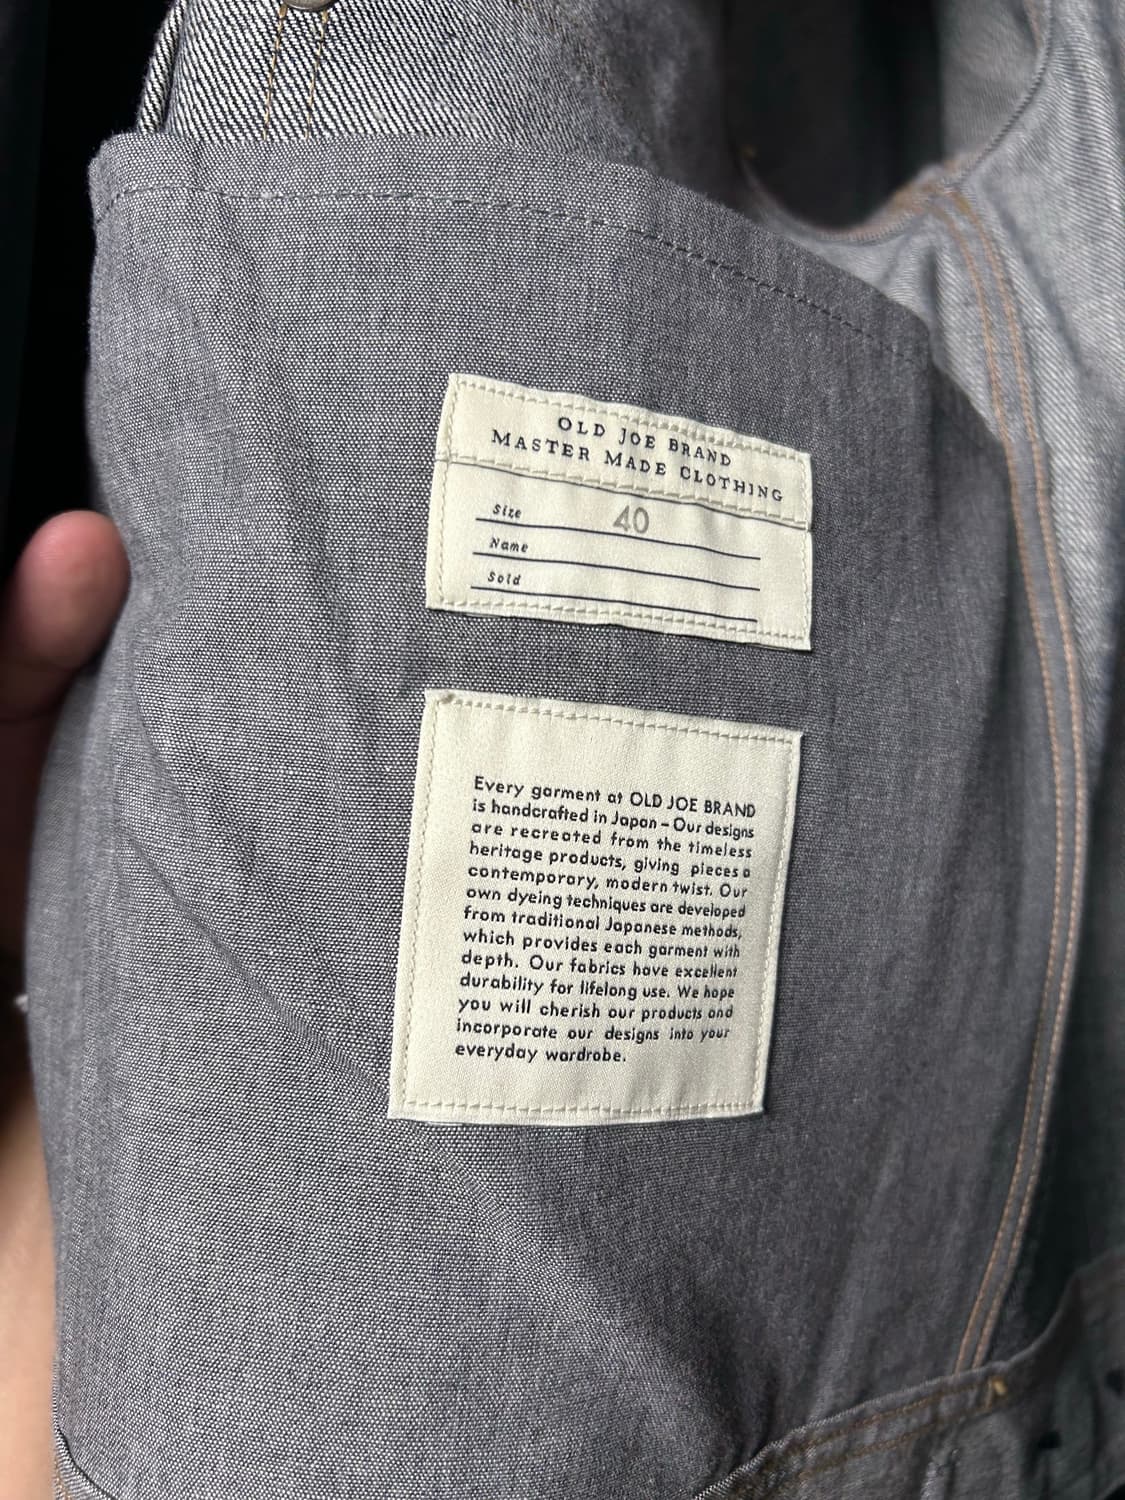 OLD JOE BRAND
MASTER MADE CLOTHING
Size 40
Name
Sold
Every garment at OLD JOE BRAND
is handcrafted in Japan – Our designs
are recreated from the timeless
heritage products, giving pieces a
contemporary, modern twist. Our
own dyeing techniques are developed
from traditional Japanese methods,
which provides each garment with
depth. Our fabrics have excellent
durability for lifelong use. We hope
you will cherish our products and
incorporate our designs into your
everyday wardrobe.